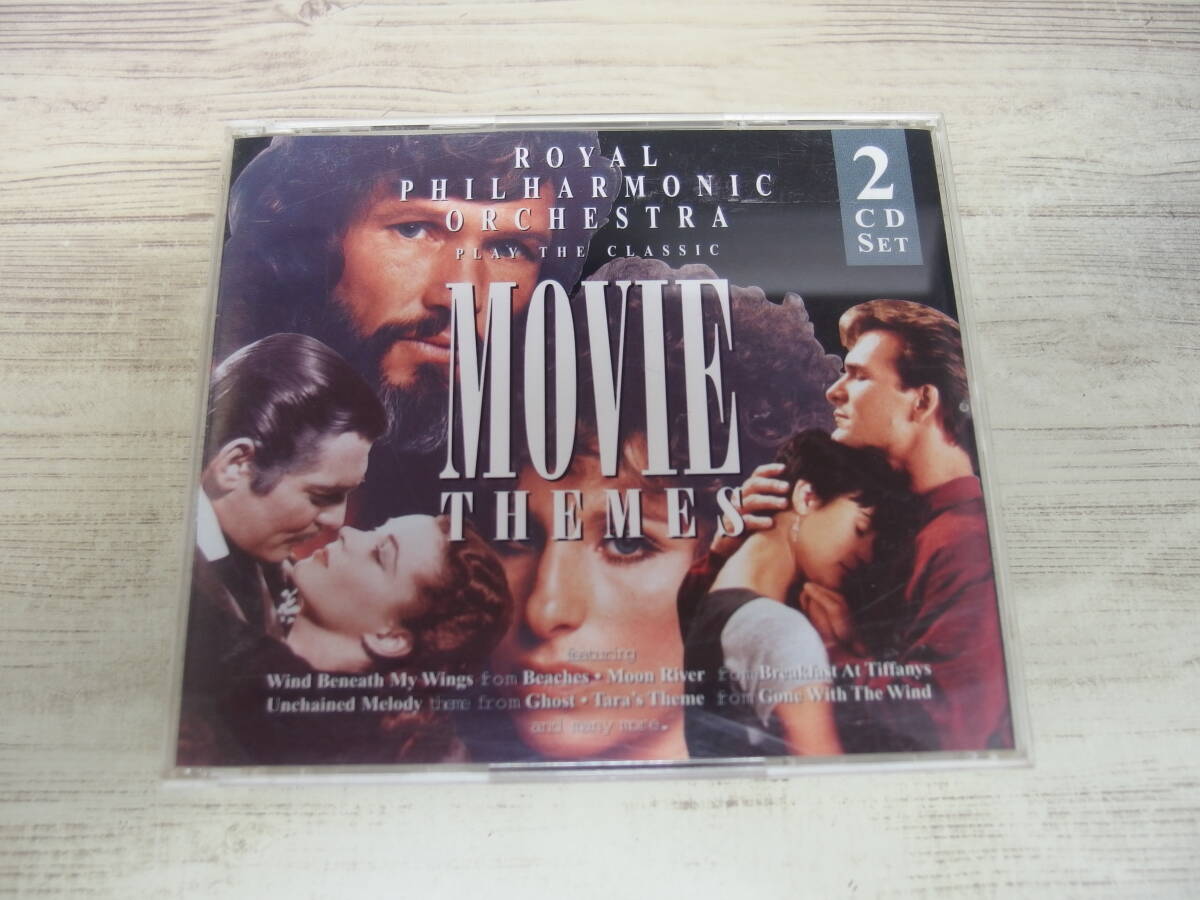 ROYAL
PHILHARMONIC
ORCHESTRA
PLAY THE CLASSIC
MOVIE
THEMES
2
CD
SET
featuring
Wind Beneath My Wings from Beaches • Moon River from Breakfast At Tiffanys
Unchained Melody theme from Ghost • Tara's Theme from Gone With The Wind
and many more.